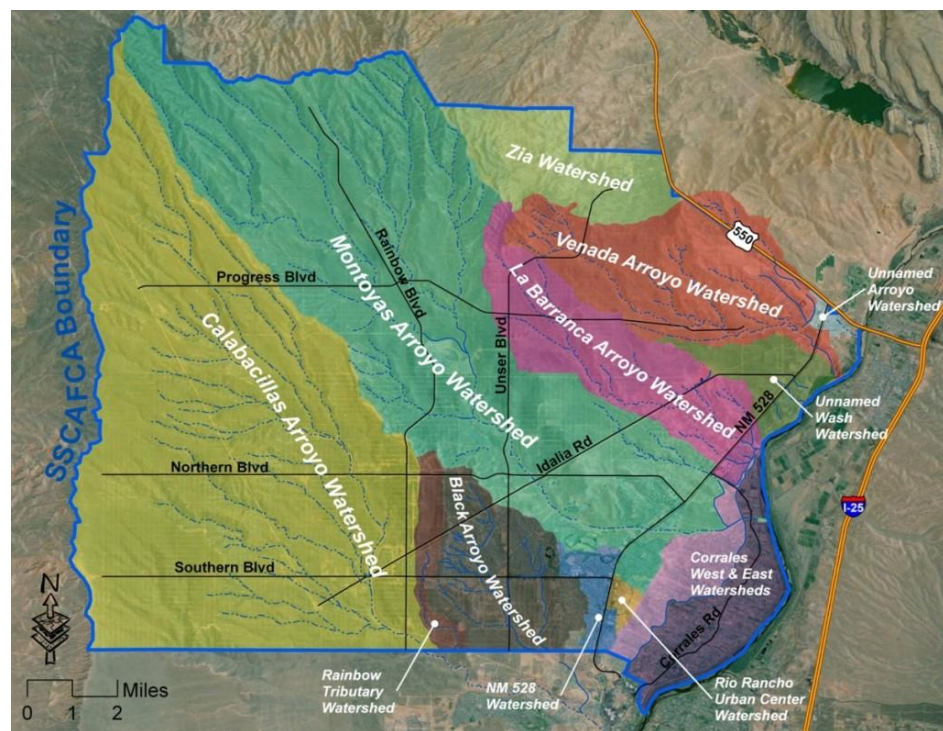 Zia Watershed
550
Venada Arroyo Watershed
Unnamed
Arroyo
Watershed
SSCAFCA Boundary
Rainbow Blvd
Progress Blvd
Montoyas Arroyo Watershed
La Barranca Arroyo Watershed
Unser Blvd
Calabacillas Arroyo Watershed
NM 528
Unnamed
Wash
Watershed
Idalia Rd
Northern Blvd
Black Arroyo Watershed
I-25
Corrales
West & East
Watersheds
Southern Blvd
Corrales Rd
N
Rainbow
Tributary
Watershed
NM 528
Watershed
Rio Rancho
Urban Center
Watershed
Miles
0 1 2